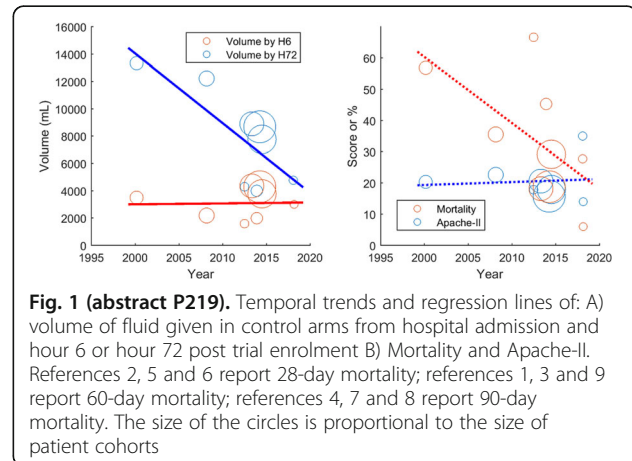 16000
14000
12000
10000
8000
6000
4000
2000
0
Volume (mL)
1995 2000 2005 2010 2015 2020
Year
Volume by H6
Volume by H72
60
50
40
30
20
10
0
Score or %
1995 2000 2005 2010 2015 2020
Year
Mortality
Apache-II
Fig. 1 (abstract P219). Temporal trends and regression lines of: A)
volume of fluid given in control arms from hospital admission and
hour 6 or hour 72 post trial enrolment B) Mortality and Apache-II.
References 2, 5 and 6 report 28-day mortality; references 1, 3 and 9
report 60-day mortality; references 4, 7 and 8 report 90-day
mortality. The size of the circles is proportional to the size of
patient cohorts